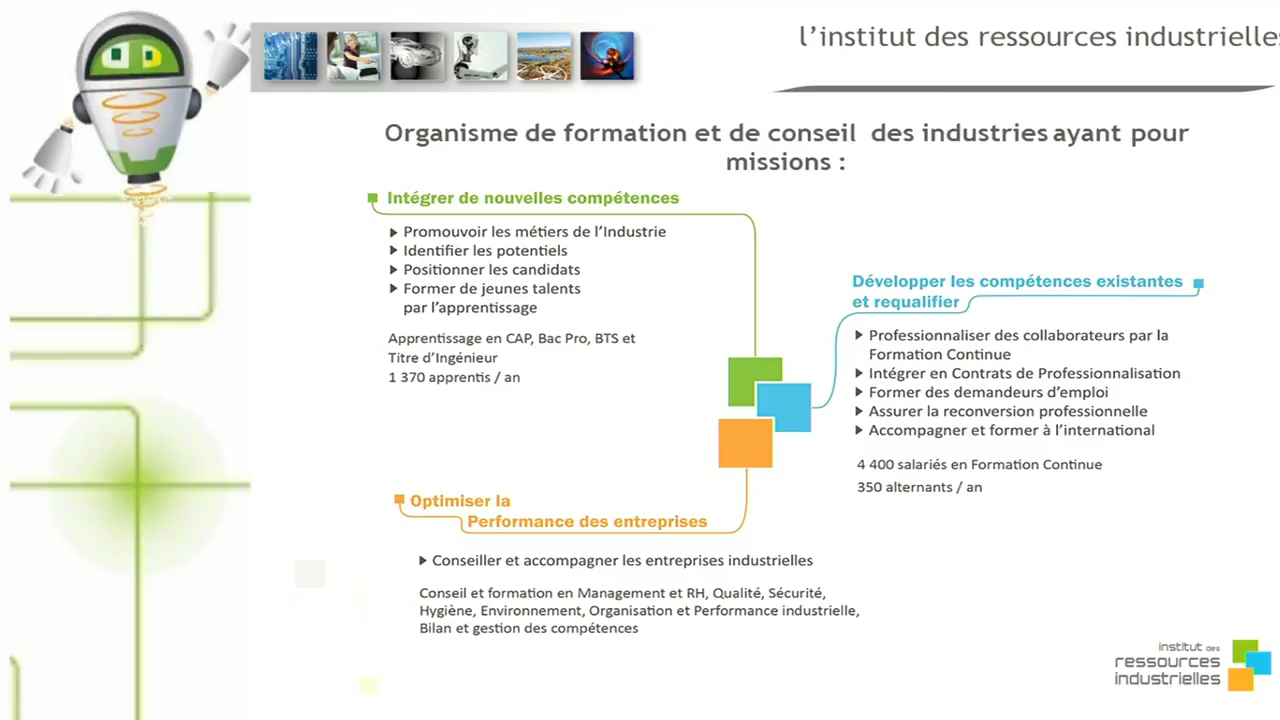 l’institut des ressources industrielles
Organisme de formation et de conseil des industries ayant pour
missions :
Intégrer de nouvelles compétences
Promouvoir les métiers de l’Industrie
Identifier les potentiels
Positionner les candidats
Former de jeunes talents
par l’apprentissage
Apprentissage en CAP, Bac Pro, BTS et
Titre d’Ingénieur
1 370 apprentis / an
Développer les compétences existantes
et requalifier
Professionnaliser des collaborateurs par la
Formation Continue
Intégrer en Contrats de Professionnalisation
Former des demandeurs d’emploi
Assurer la reconversion professionnelle
Accompagner et former à l’international
4 400 salariés en Formation Continue
350 alternants / an
Optimiser la
Performance des entreprises
Conseiller et accompagner les entreprises industrielles
Conseil et formation en Management et RH, Qualité, Sécurité,
Hygiène, Environnement, Organisation et Performance industrielle,
Bilan et gestion des compétences
institut des
ressources
industrielles